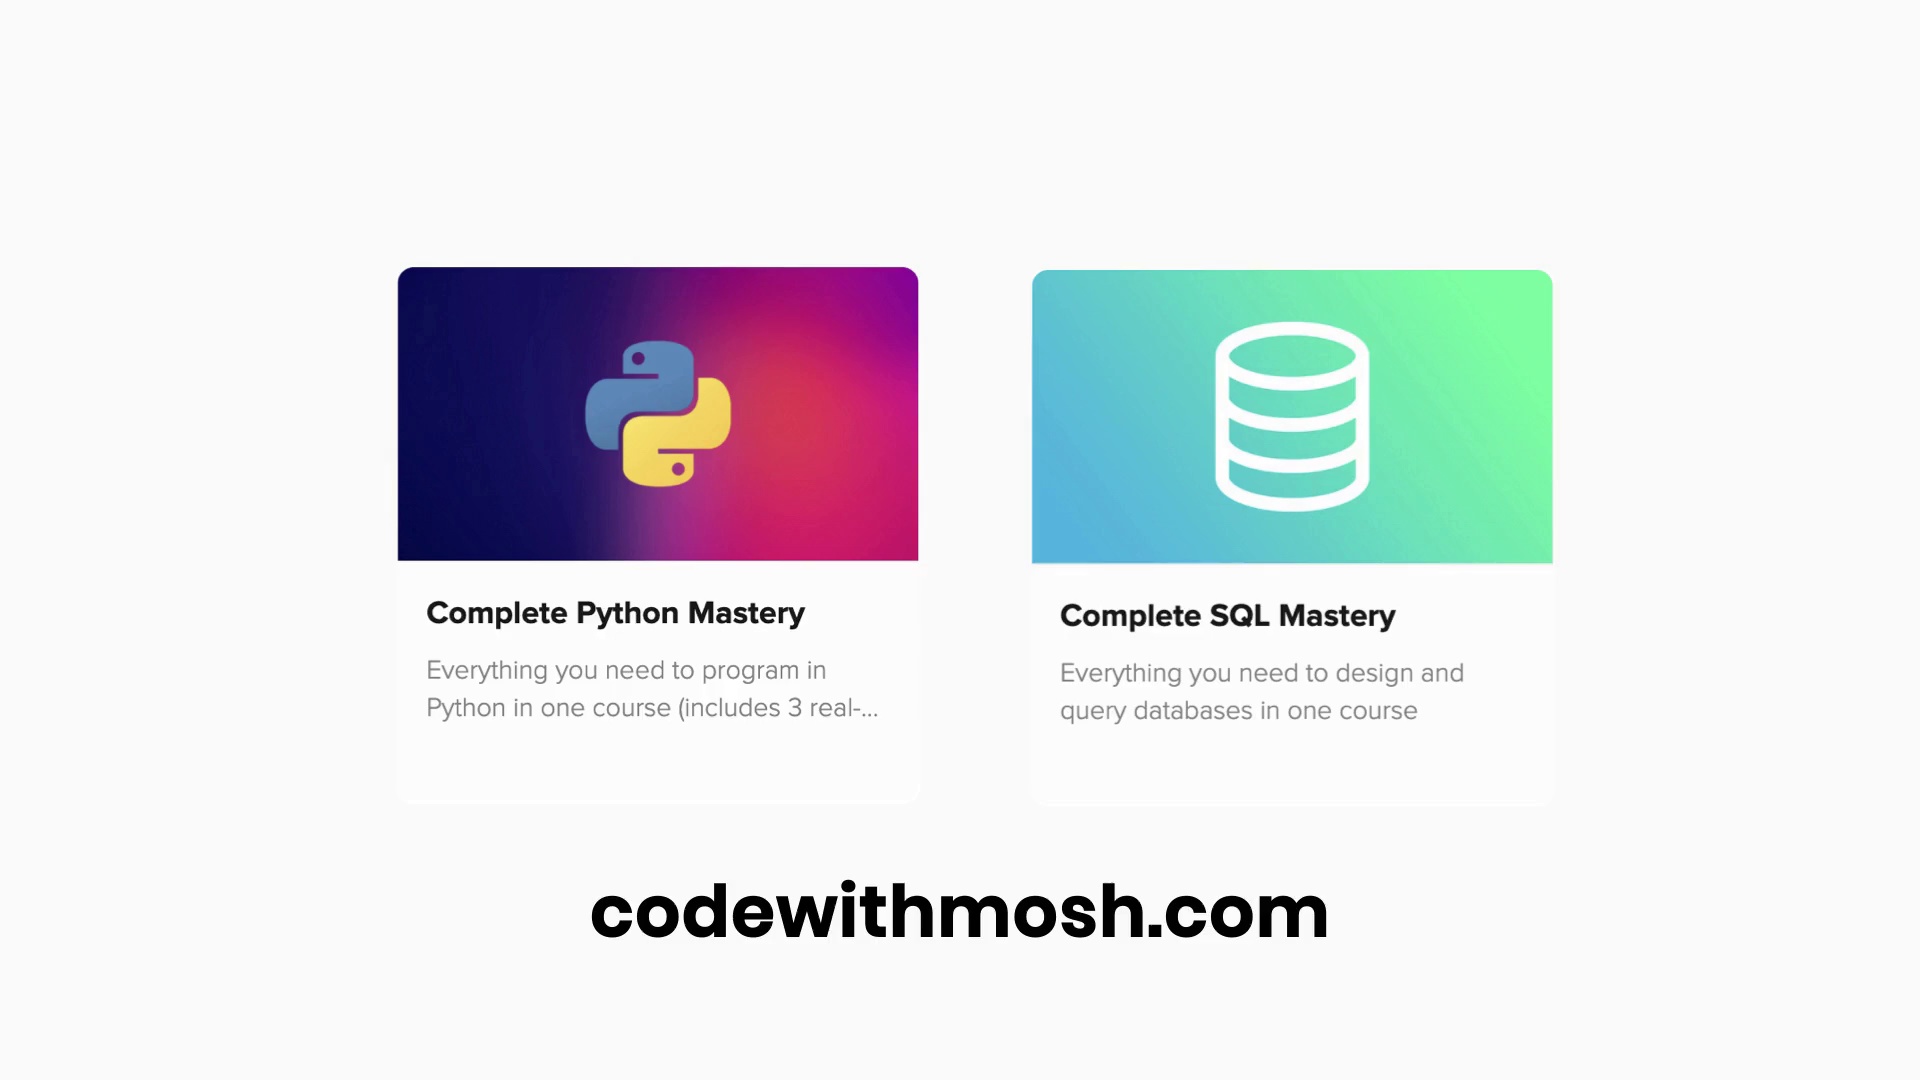 Complete Python Mastery
Everything you need to program in
Python in one course (includes 3 real-...
Complete SQL Mastery
Everything you need to design and
query databases in one course
codewithmosh.com